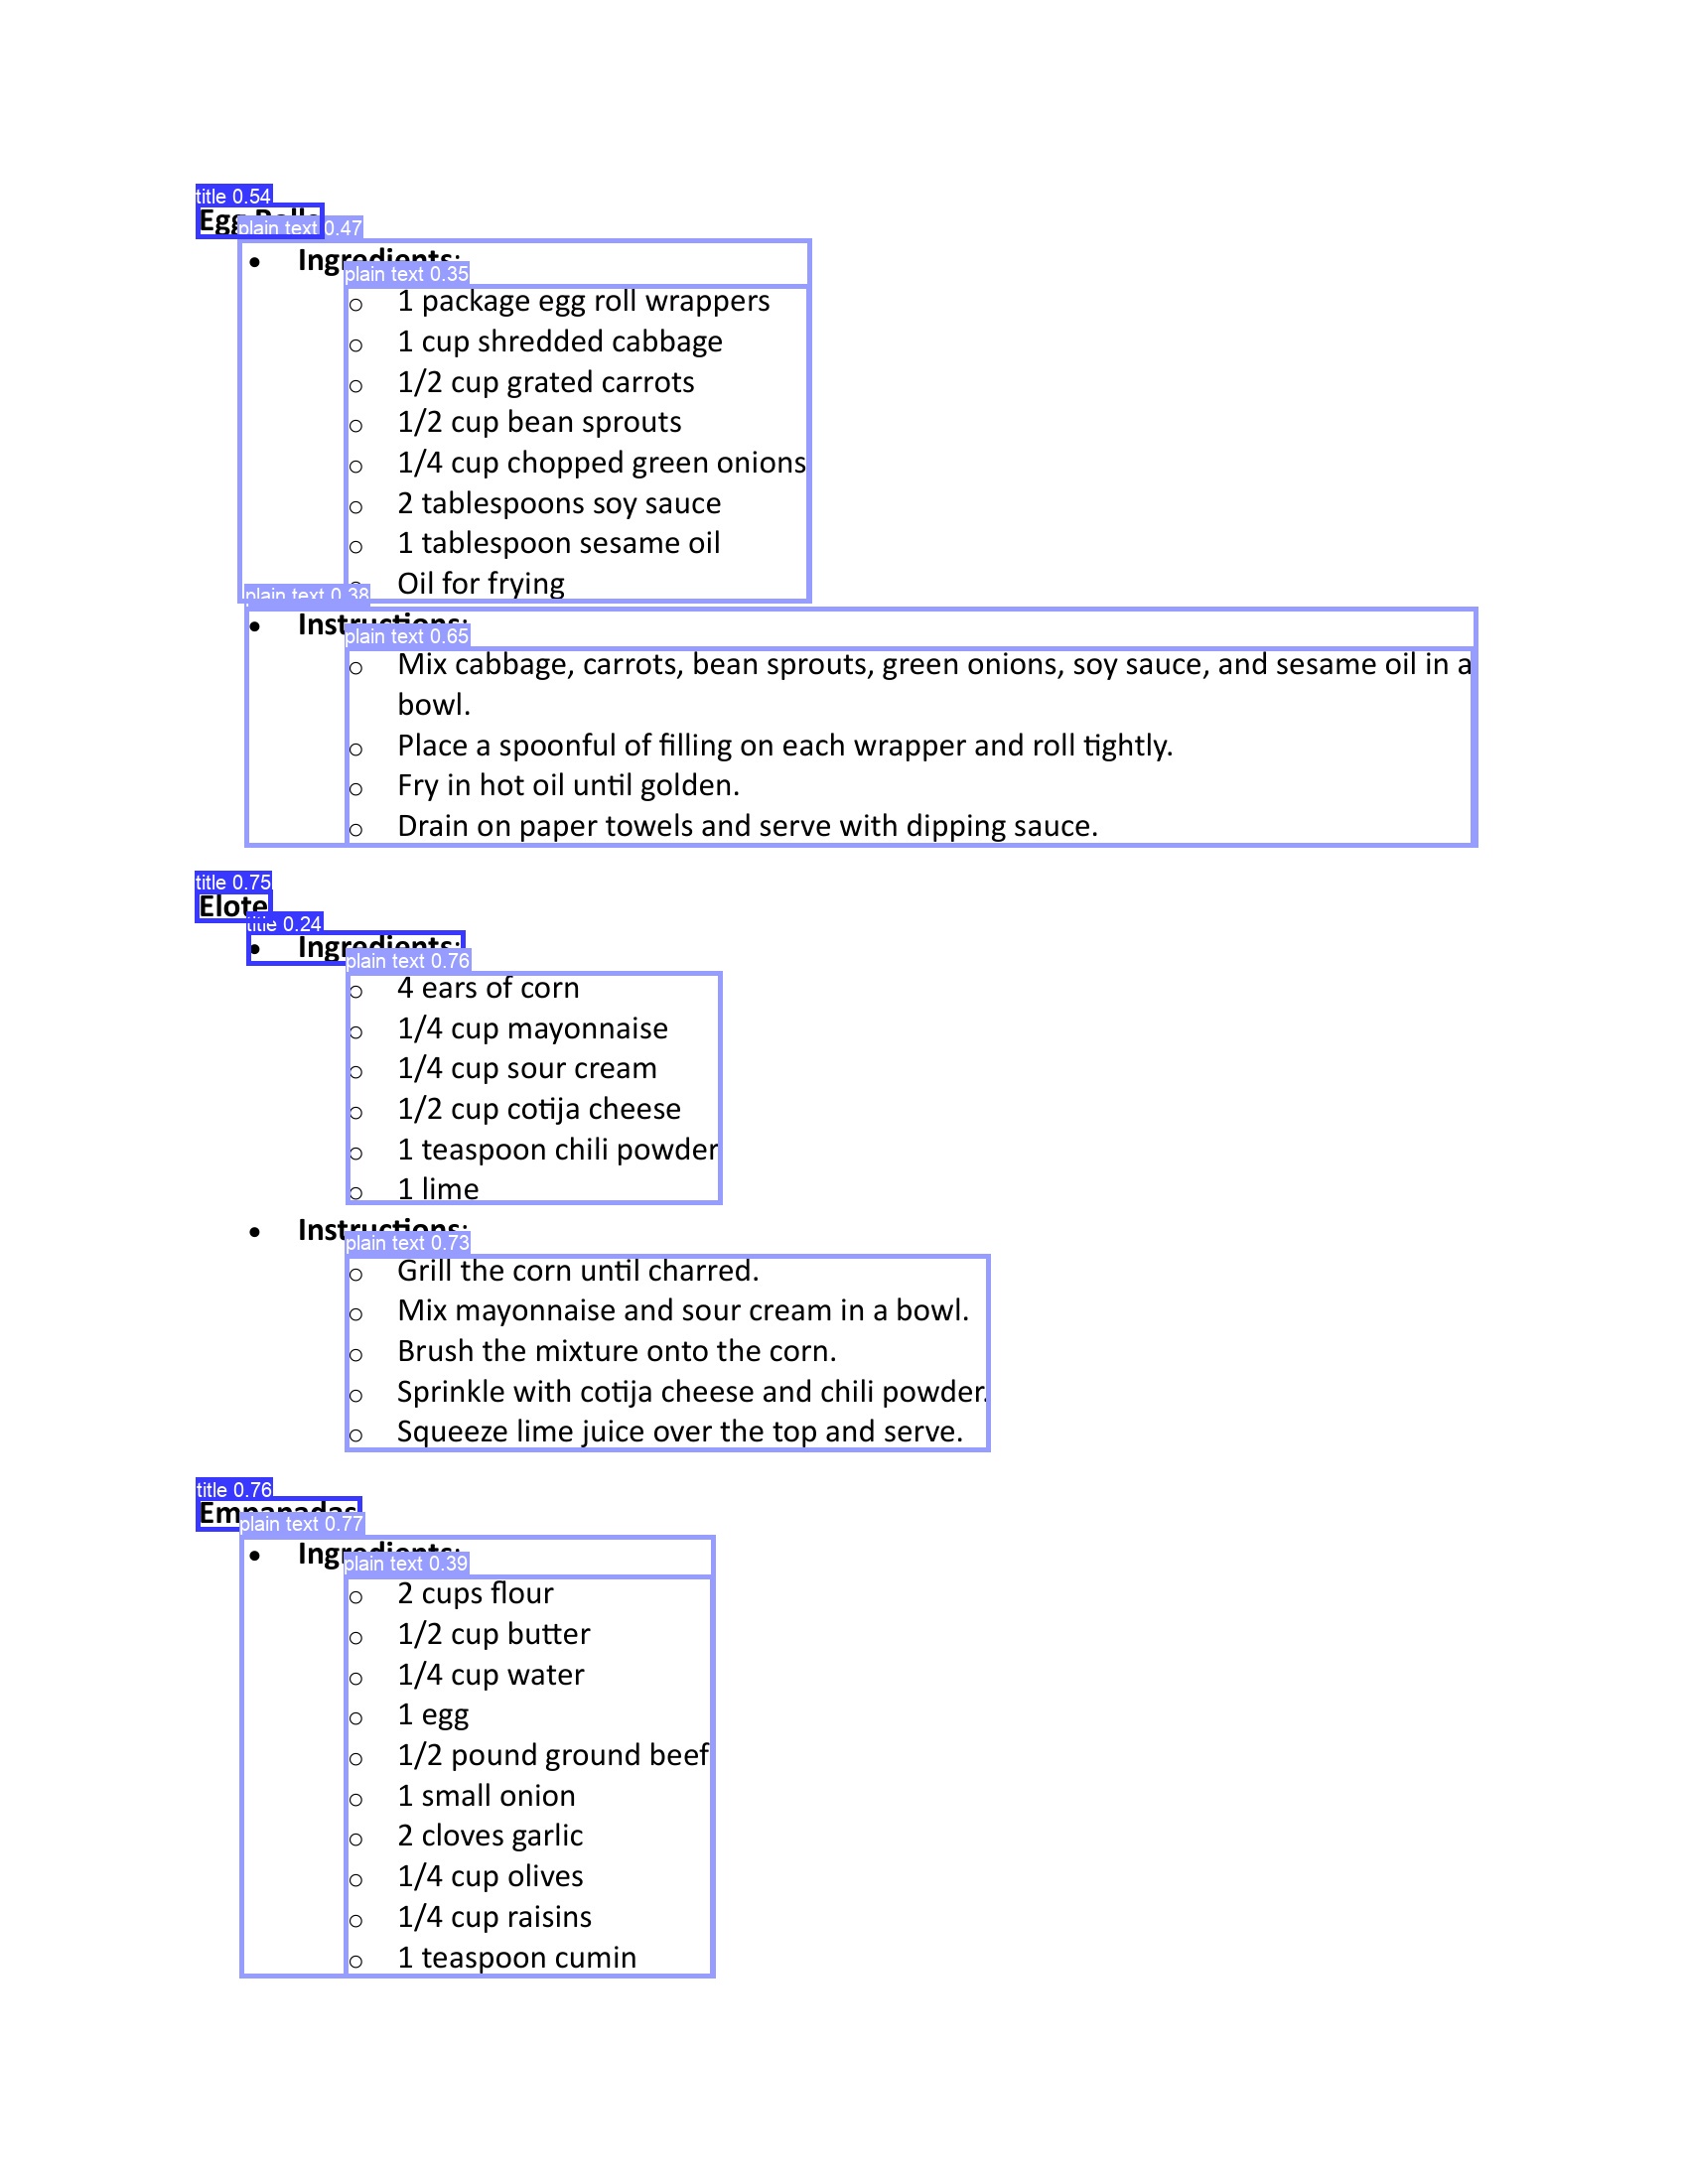 title 0.54
Egg Rolls
plain text 0.47
• Ingredients:
plain text 0.35
o 1 package egg roll wrappers
o 1 cup shredded cabbage
o 1/2 cup grated carrots
o 1/2 cup bean sprouts
o 1/4 cup chopped green onions
o 2 tablespoons soy sauce
o 1 tablespoon sesame oil
o Oil for frying
plain text 0.38
• Instructions:
plain text 0.65
o Mix cabbage, carrots, bean sprouts, green onions, soy sauce, and sesame oil in a
bowl.
o Place a spoonful of filling on each wrapper and roll tightly.
o Fry in hot oil until golden.
o Drain on paper towels and serve with dipping sauce.
title 0.75
Elote
title 0.24
• Ingredients:
plain text 0.76
o 4 ears of corn
o 1/4 cup mayonnaise
o 1/4 cup sour cream
o 1/2 cup cotija cheese
o 1 teaspoon chili powder
o 1 lime
• Instructions:
plain text 0.73
o Grill the corn until charred.
o Mix mayonnaise and sour cream in a bowl.
o Brush the mixture onto the corn.
o Sprinkle with cotija cheese and chili powder.
o Squeeze lime juice over the top and serve.
title 0.76
Empanadas
plain text 0.77
• Ingredients:
plain text 0.39
o 2 cups flour
o 1/2 cup butter
o 1/4 cup water
o 1 egg
o 1/2 pound ground beef
o 1 small onion
o 2 cloves garlic
o 1/4 cup olives
o 1/4 cup raisins
o 1 teaspoon cumin